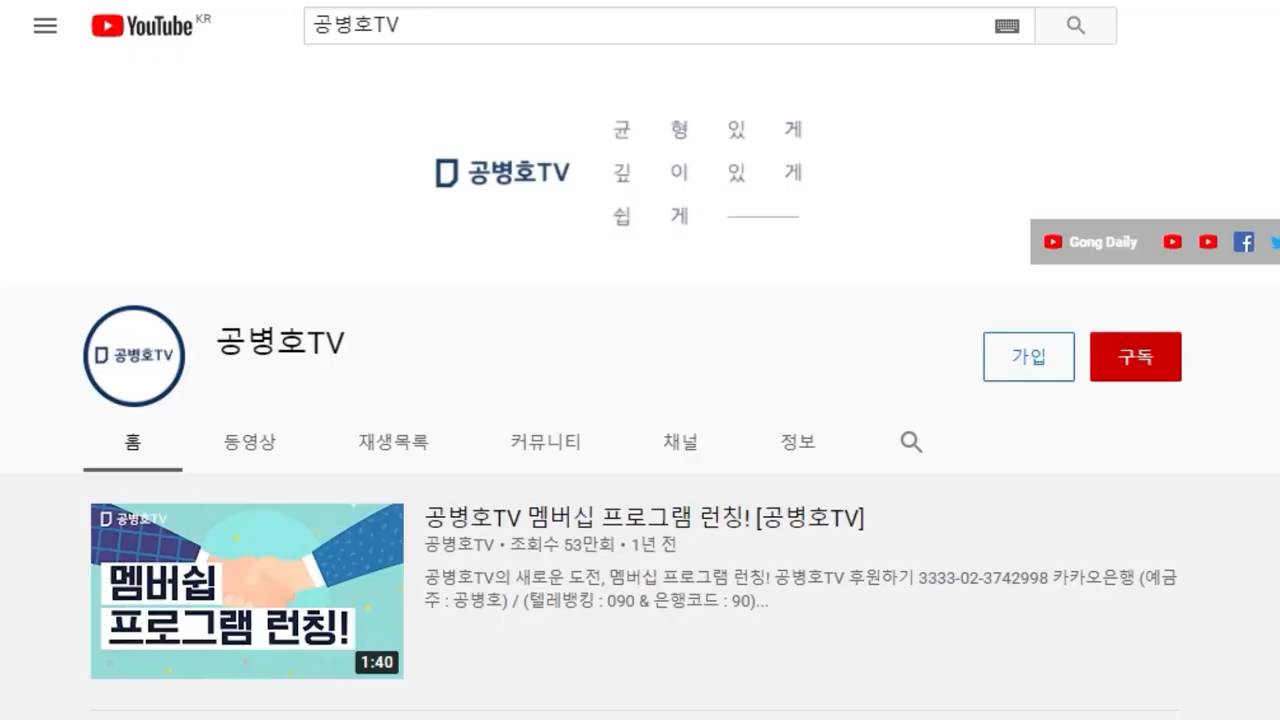 YouTube KR
공병호TV
균 형 있 게
공병호TV
깊 이 있 게
쉽 게
Gong Daily
공병호TV
공병호TV
가입
구독
홈
동영상
재생목록
커뮤니티
채널
정보
공병호TV
멤버쉽
프로그램 런칭!
1:40
공병호TV 멤버십 프로그램 런칭! [공병호TV]
공병호TV • 조회수 53만회 • 1년 전
공병호TV의 새로운 도전, 멤버십 프로그램 런칭! 공병호TV 후원하기 3333-02-3742998 카카오은행 (예금
주 : 공병호) / (텔레뱅킹 : 090 & 은행코드 : 90)...